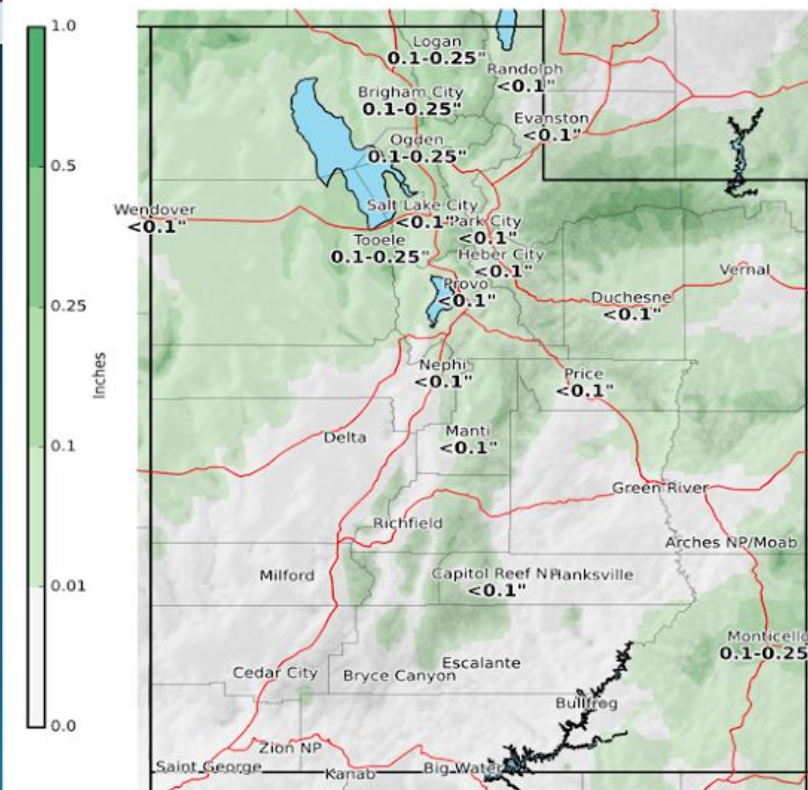 1.0
0.5
0.25
0.1
0.01
0.0
Inches
Logan
0.1-0.25"
Randolph
<0.1"
Brigham City
0.1-0.25"
Evanston
<0.1"
Ogden
0.1-0.25"
Salt Lake City
<0.1"
Wendover
<0.1"
Park City
<0.1"
Tooele
0.1-0.25"
Heber City
<0.1"
Vernal
Provo
<0.1"
Duchesne
<0.1"
Nephi
<0.1"
Price
<0.1"
Manti
<0.1"
Delta
Green River
Richfield
Arches NP/Moab
Milford
Capitol Reef NP
<0.1"
Hanksville
Monticello
0.1-0.25
Escalante
Cedar City
Bryce Canyon
Bullfrog
Zion NP
Saint George
Kanab
Big Water